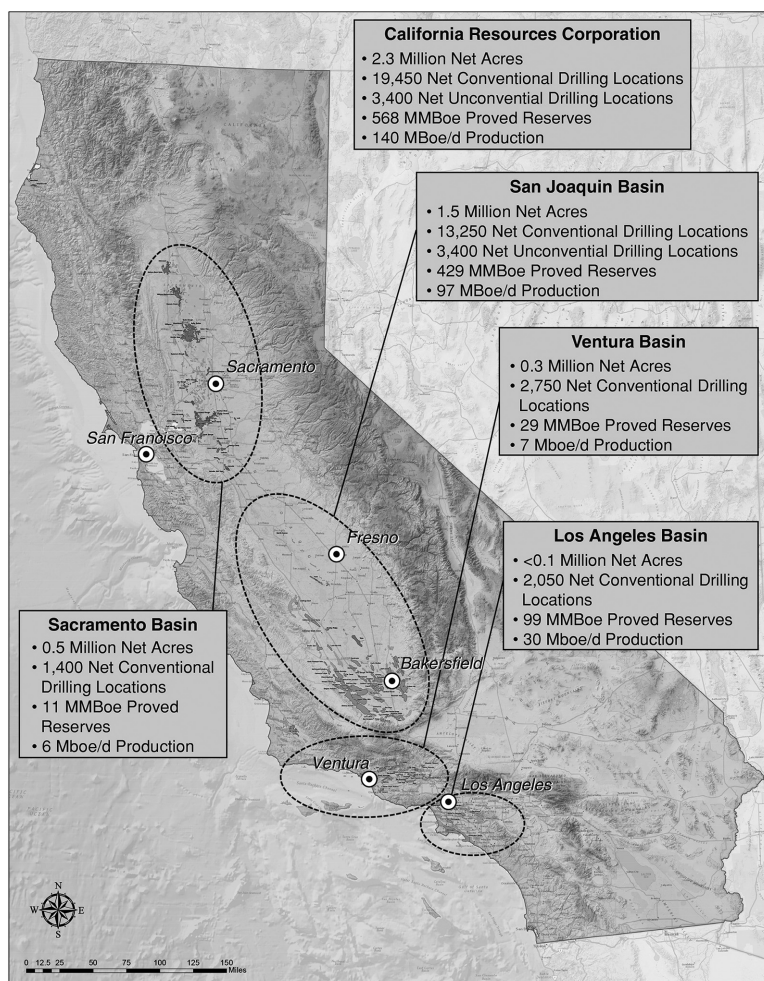 California Resources Corporation
• 2.3 Million Net Acres
• 19,450 Net Conventional Drilling Locations
• 3,400 Net Unconvential Drilling Locations
• 568 MMBoe Proved Reserves
• 140 MBoe/d Production
San Joaquin Basin
• 1.5 Million Net Acres
• 13,250 Net Conventional Drilling Locations
• 3,400 Net Unconvential Drilling Locations
• 429 MMBoe Proved Reserves
• 97 MBoe/d Production
Ventura Basin
• 0.3 Million Net Acres
• 2,750 Net Conventional Drilling
Locations
• 29 MMBoe Proved Reserves
• 7 Mboe/d Production
Sacramento
San Francisco
Fresno
Los Angeles Basin
• <0.1 Million Net Acres
• 2,050 Net Conventional Drilling
Locations
• 99 MMBoe Proved Reserves
• 30 Mboe/d Production
Sacramento Basin
• 0.5 Million Net Acres
• 1,400 Net Conventional
Drilling Locations
• 11 MMBoe Proved
Reserves
• 6 Mboe/d Production
Bakersfield
Ventura
Los Angeles
N
W E
S
0 12.5 25 50 75 100 150
Miles